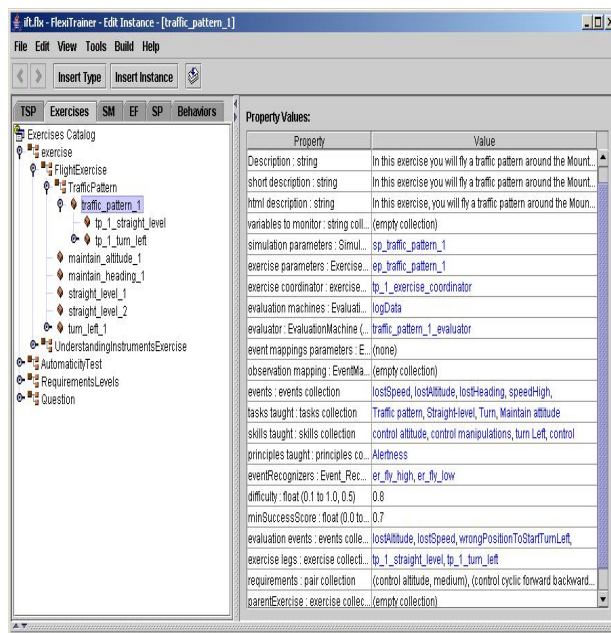 ift.flx - FlexiTrainer - Edit Instance - [traffic_pattern_1]
File Edit View Tools Build Help
Insert Type Insert Instance
TSP Exercises SM EF SP Behaviors
Exercises Catalog
exercise
FlightExercise
TrafficPattern
traffic_pattern_1
tp_1_straight_level
tp_1_turn_left
maintain_altitude_1
maintain_heading_1
straight_level_1
straight_level_2
turn_left_1
UnderstandingInstrumentsExercise
AutomaticityTest
RequirementsLevels
Question
Property Values:
Property Value
Description : string In this exercise you will fly a traffic pattern around the Mount...
short description : string In this exercise you will fly a traffic pattern around the Mount...
html description : string In this exercise, you will fly a traffic pattern around the Mount...
variables to monitor : string coll... (empty collection)
simulation parameters : Simul... sp_traffic_pattern_1
exercise parameters : Exercise... ep_traffic_pattern_1
exercise coordinator : exercise... tp_1_exercise_coordinator
evaluation machines : Evaluati... logData
evaluator : EvaluationMachine (... traffic_pattern_1_evaluator
event mappings parameters : E... (none)
observation mapping : EventMa... (empty collection)
events : events collection lostSpeed, lostAltitude, lostHeading, speedHigh,
tasks taught : tasks collection Traffic pattern, Straight-level, Turn, Maintain attitude
skills taught : skills collection control altitude, control manipulations, turn Left, control
principles taught : principles co... Alertness
eventRecognizers : Event_Rec... er_fly_high, er_fly_low
difficulty : float (0.1 to 1.0, 0.5) 0.8
minSuccessScore : float (0.0 to... 0.7
evaluation events : events colle... lostAltitude, lostSpeed, wrongPositionToStartTurnLeft,
exercise legs : exercise collecti... tp_1_straight_level, tp_1_turn_left
requirements : pair collection (control altitude, medium), (control cyclic forward backward...
parentExercise : exercise collec... (empty collection)